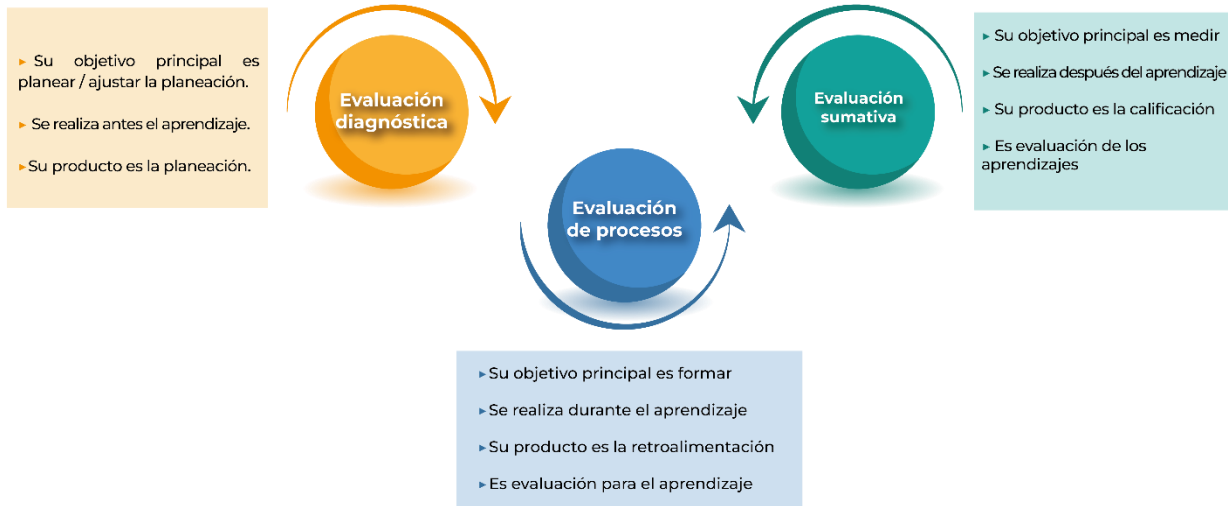 ▸ Su objetivo principal es
planear / ajustar la planeación.
▸ Se realiza antes el aprendizaje.
▸ Su producto es la planeación.
Evaluación
diagnóstica
Evaluación
de procesos
▸ Su objetivo principal es formar
▸ Se realiza durante el aprendizaje
▸ Su producto es la retroalimentación
▸ Es evaluación para el aprendizaje
Evaluación
sumativa
▸ Su objetivo principal es medir
▸ Se realiza después del aprendizaje
▸ Su producto es la calificación
▸ Es evaluación de los
aprendizajes